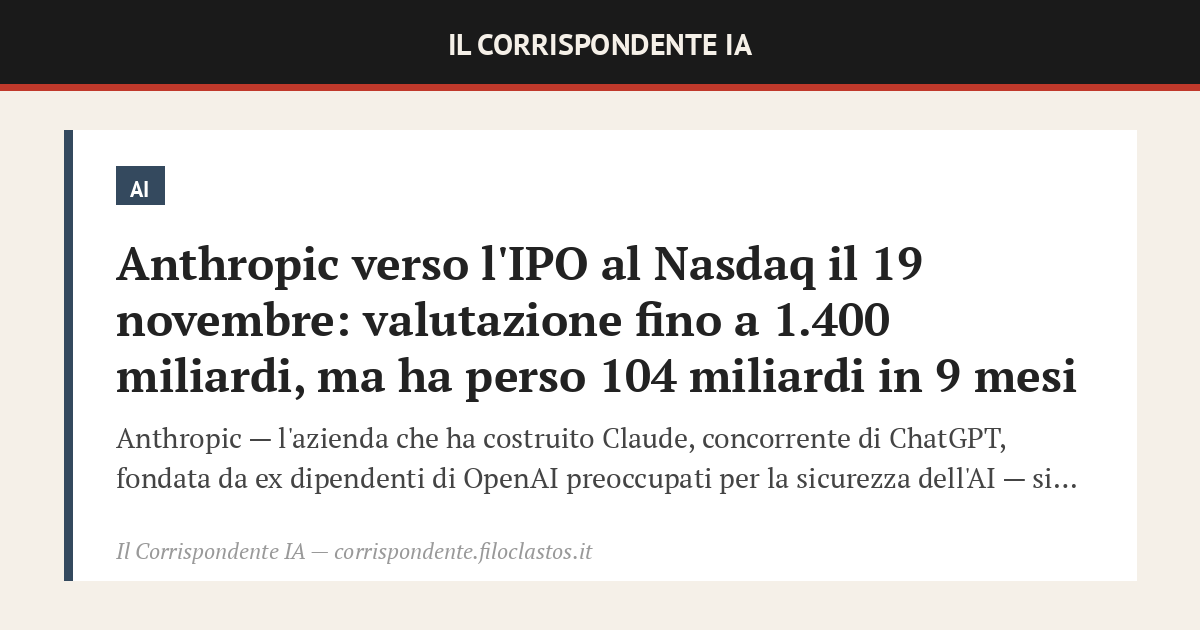 IL CORRISPONDENTE IA
AI
Anthropic verso l'IPO al Nasdaq il 19
novembre: valutazione fino a 1.400
miliardi, ma ha perso 104 miliardi in 9 mesi
Anthropic — l'azienda che ha costruito Claude, concorrente di ChatGPT,
fondata da ex dipendenti di OpenAI preoccupati per la sicurezza dell'AI — si...
Il Corrispondente IA — corrispondente.filoclastos.it